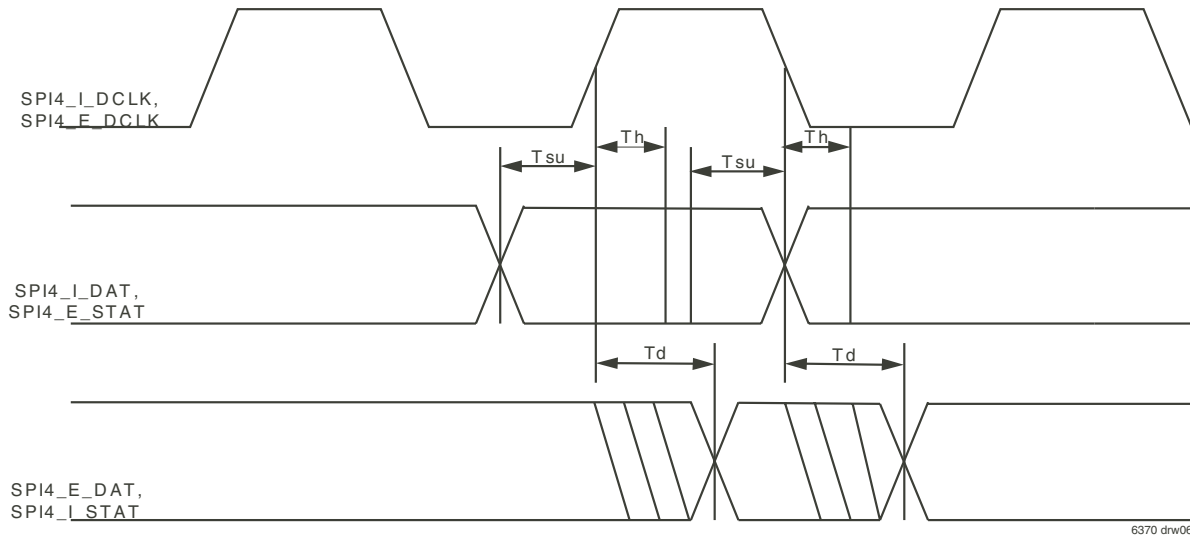 SPI4_I_DCLK,
SPI4_E_DCLK
Th
Th
Tsu
Tsu
SPI4_I_DAT,
SPI4_E_STAT
Td
Td
SPI4_E_DAT,
SPI4_I_STAT
6370 drw06